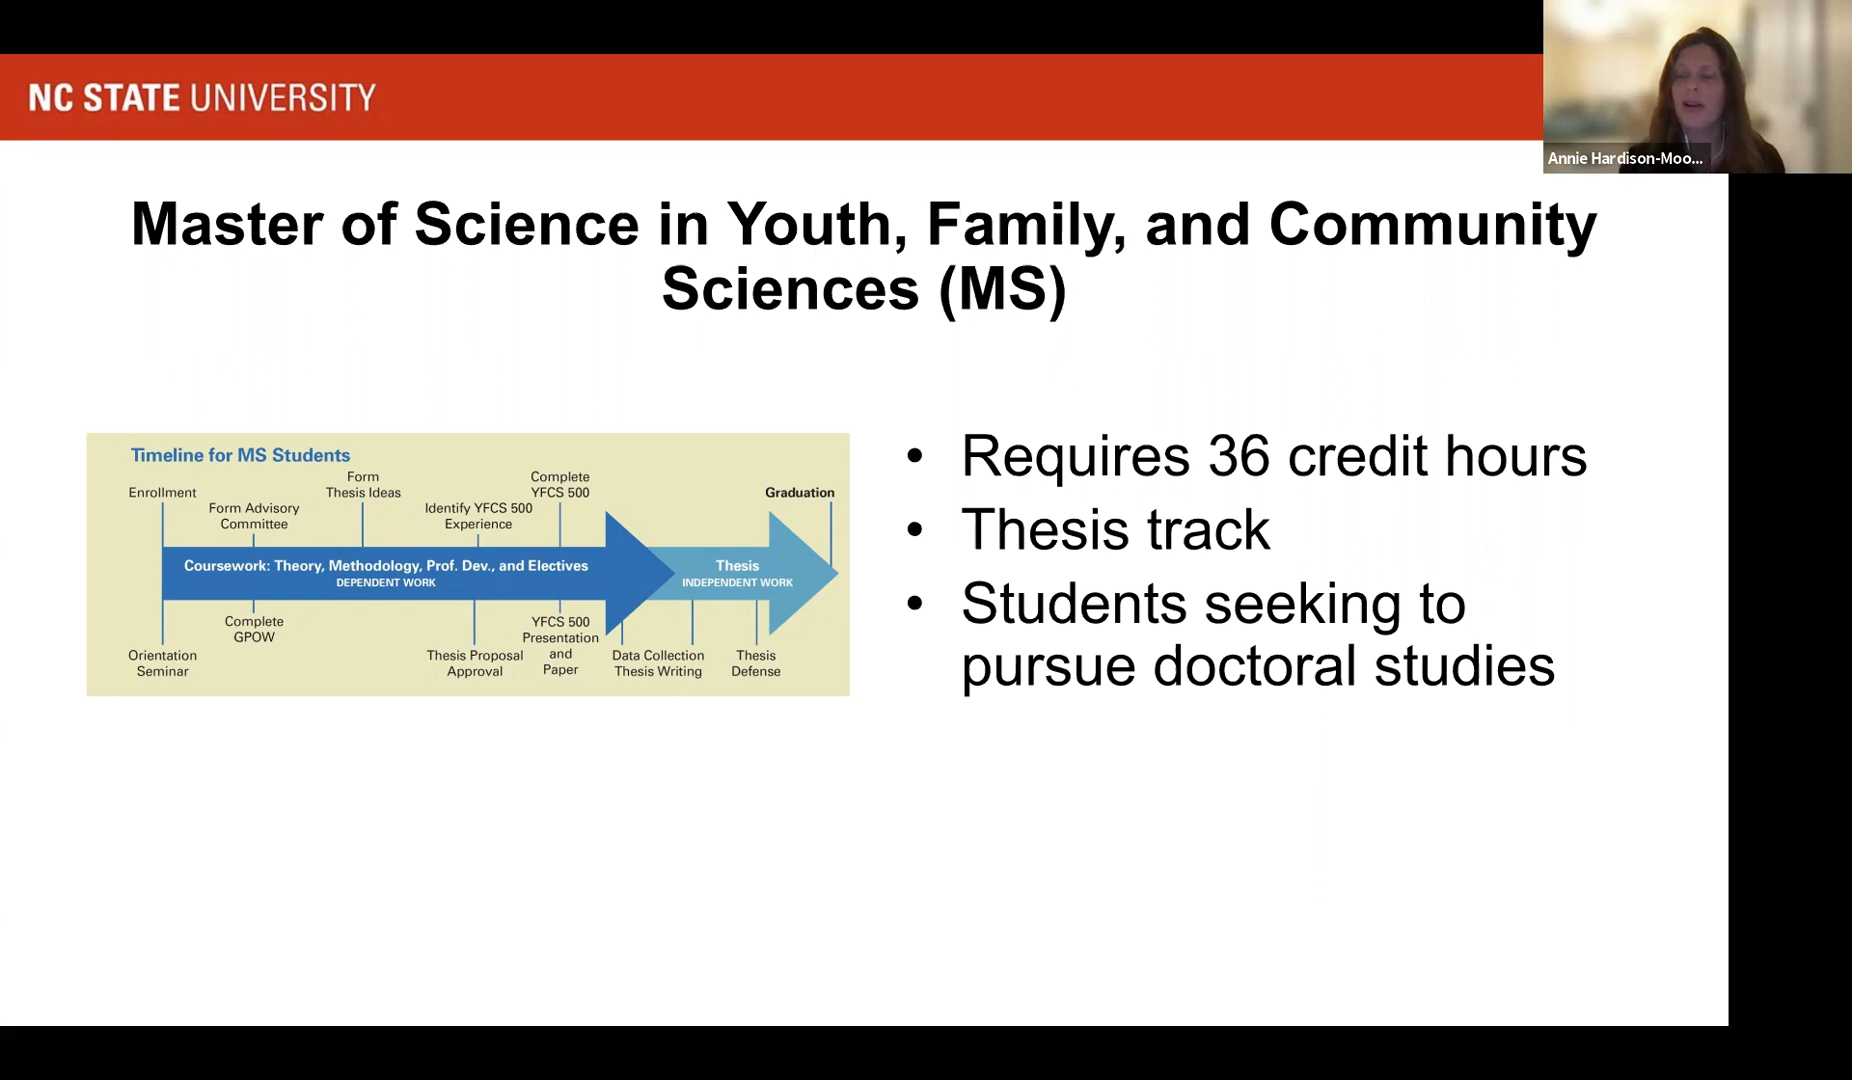 NC STATE UNIVERSITY
Annie Hardison-Moo...
Master of Science in Youth, Family, and Community
Sciences (MS)
Timeline for MS Students
Enrollment
Form Advisory
Committee
Form
Thesis Ideas
Identify YFCS 500
Experience
Complete
YFCS 500
Graduation
Coursework: Theory, Methodology, Prof. Dev., and Electives
DEPENDENT WORK
Thesis
INDEPENDENT WORK
Orientation
Seminar
Complete
GPOW
Thesis Proposal
Approval
YFCS 500
Presentation
and
Paper
Data Collection
Thesis Writing
Thesis
Defense
• Requires 36 credit hours
• Thesis track
• Students seeking to
pursue doctoral studies